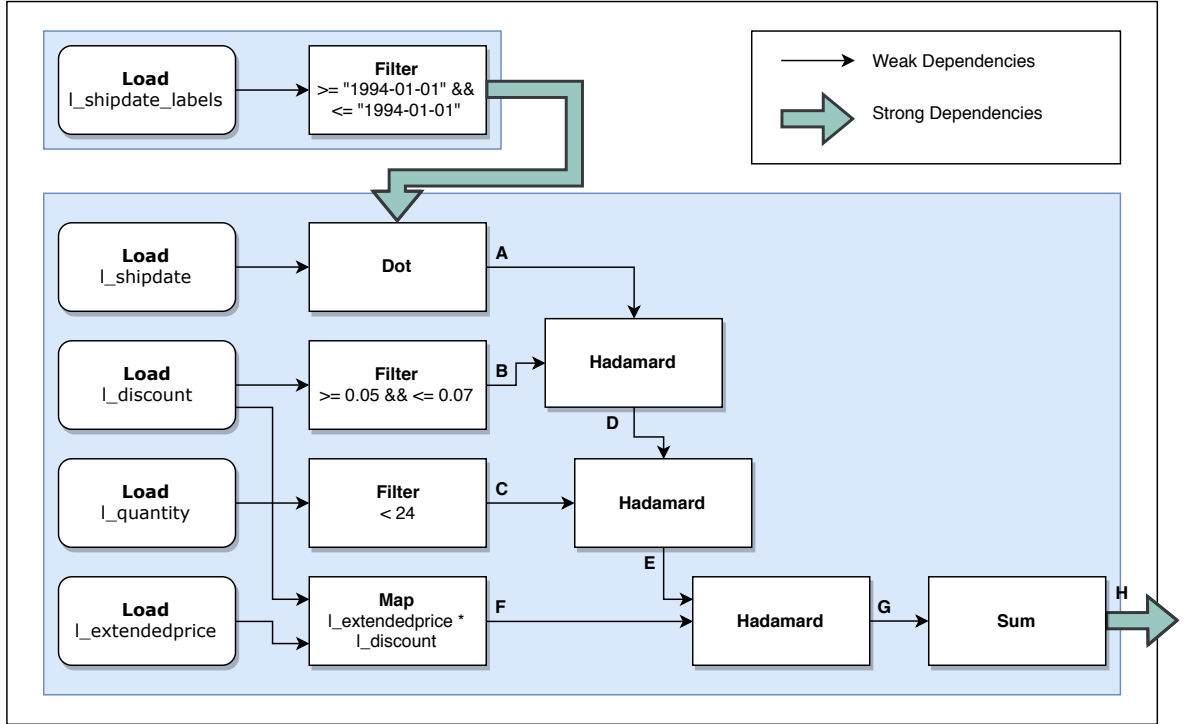 Load
l_shipdate_labels
Filter
>= "1994-01-01" &&
<= "1994-01-01"
Weak Dependencies
Strong Dependencies
Load
l_shipdate
Dot
A
Hadamard
Load
l_discount
Filter
>= 0.05 && <= 0.07
B
D
Load
l_quantity
Filter
< 24
C
Hadamard
E
Load
l_extendedprice
Map
l_extendedprice *
l_discount
F
Hadamard
G
Sum
H